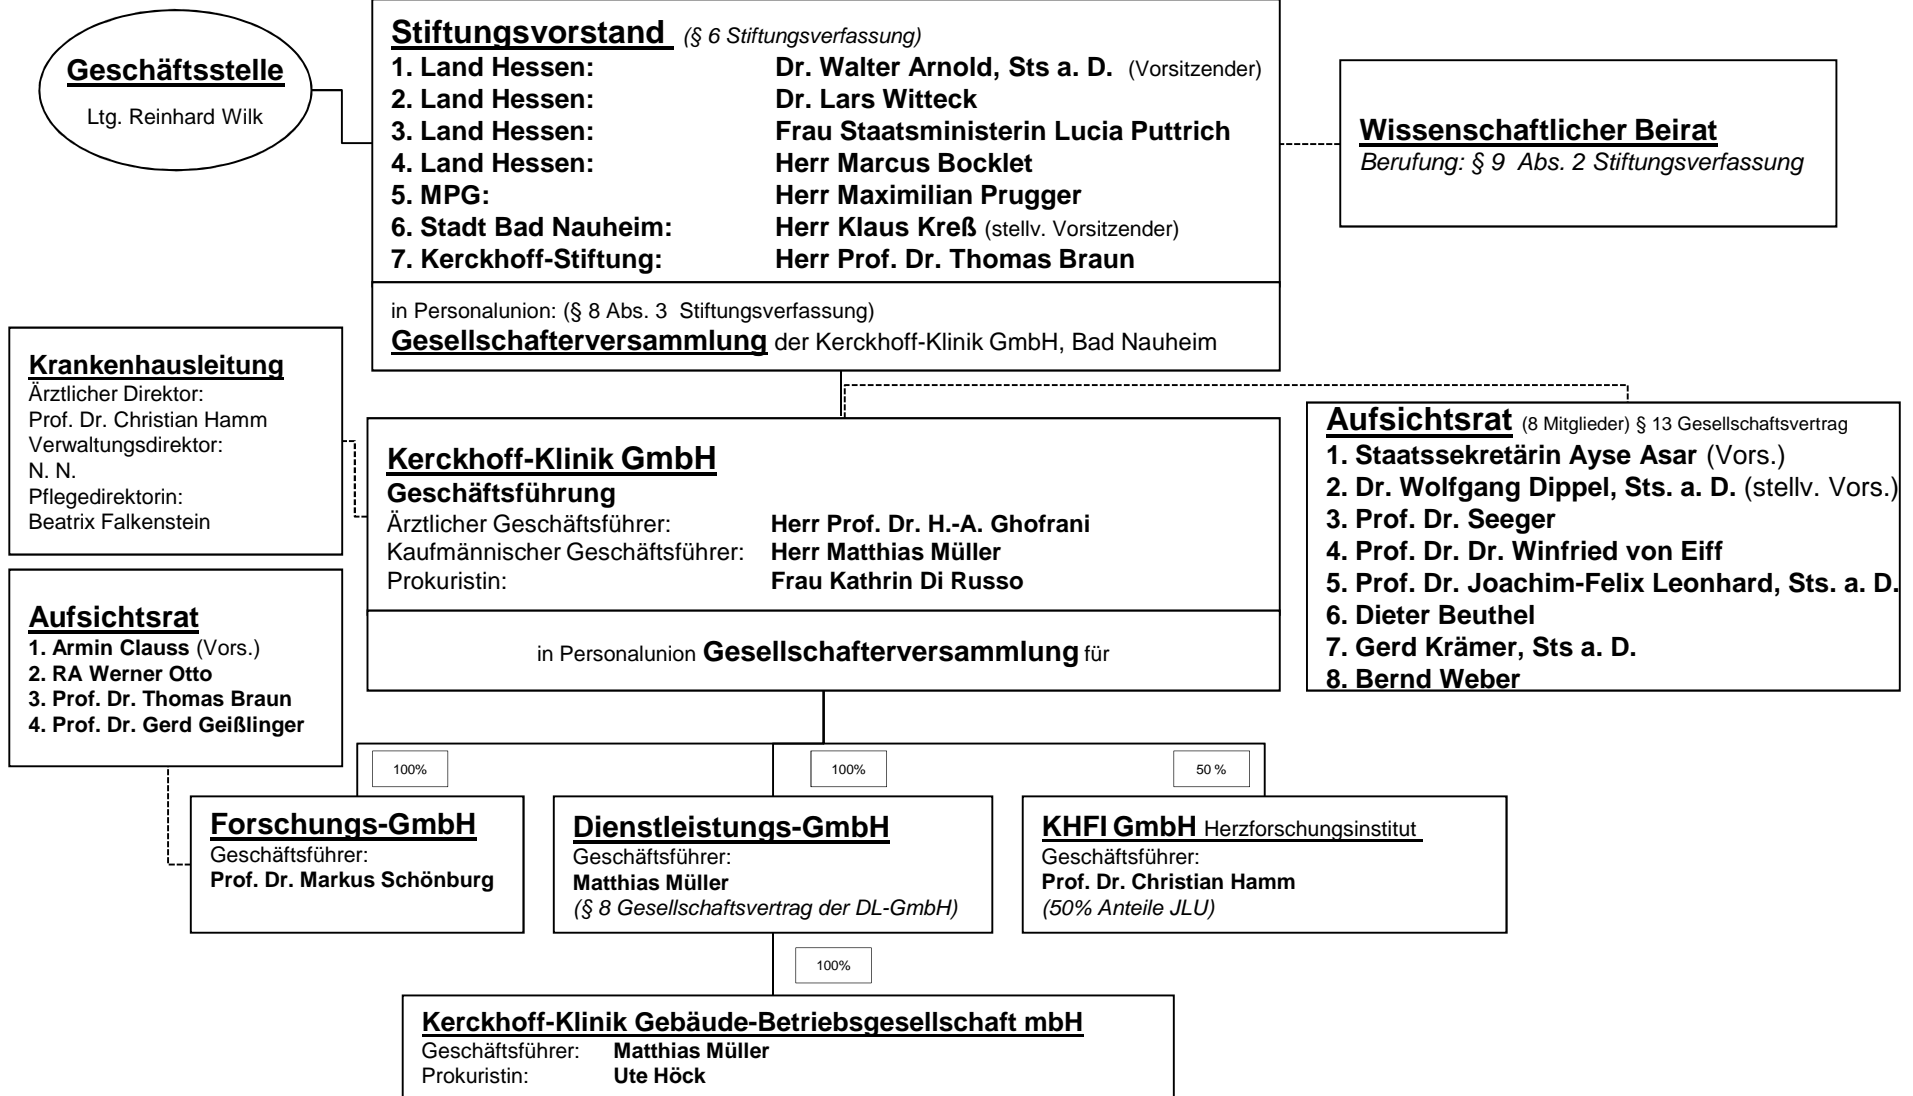 Geschäftsstelle
Ltg. Reinhard Wilk
Stiftungsvorstand (§ 6 Stiftungsverfassung)
1. Land Hessen: Dr. Walter Arnold, Sts a. D. (Vorsitzender)
2. Land Hessen: Dr. Lars Witteck
3. Land Hessen: Frau Staatsministerin Lucia Puttrich
4. Land Hessen: Herr Marcus Bocklet
5. MPG: Herr Maximilian Prugger
6. Stadt Bad Nauheim: Herr Klaus Kreß (stellv. Vorsitzender)
7. Kerckhoff-Stiftung: Herr Prof. Dr. Thomas Braun
in Personalunion: (§ 8 Abs. 3 Stiftungsverfassung)
Gesellschafterversammlung der Kerckhoff-Klinik GmbH, Bad Nauheim
Wissenschaftlicher Beirat
Berufung: § 9 Abs. 2 Stiftungsverfassung
Krankenhausleitung
Ärztlicher Direktor:
Prof. Dr. Christian Hamm
Verwaltungsdirektor:
N. N.
Pflegedirektorin:
Beatrix Falkenstein
Kerckhoff-Klinik GmbH
Geschäftsführung
Ärztlicher Geschäftsführer: Herr Prof. Dr. H.-A. Ghofrani
Kaufmännischer Geschäftsführer: Herr Matthias Müller
Prokuristin: Frau Kathrin Di Russo
in Personalunion Gesellschafterversammlung für
Aufsichtsrat (8 Mitglieder) § 13 Gesellschaftsvertrag
1. Staatssekretärin Ayse Asar (Vors.)
2. Dr. Wolfgang Dippel, Sts. a. D. (stellv. Vors.)
3. Prof. Dr. Seeger
4. Prof. Dr. Dr. Winfried von Eiff
5. Prof. Dr. Joachim-Felix Leonhard, Sts. a. D.
6. Dieter Beuthel
7. Gerd Krämer, Sts a. D.
8. Bernd Weber
Aufsichtsrat
1. Armin Clauss (Vors.)
2. RA Werner Otto
3. Prof. Dr. Thomas Braun
4. Prof. Dr. Gerd Geißlinger
100%
100%
50 %
Forschungs-GmbH
Geschäftsführer:
Prof. Dr. Markus Schönburg
Dienstleistungs-GmbH
Geschäftsführer:
Matthias Müller
(§ 8 Gesellschaftsvertrag der DL-GmbH)
KHFI GmbH Herzforschungsinstitut
Geschäftsführer:
Prof. Dr. Christian Hamm
(50% Anteile JLU)
100%
Kerckhoff-Klinik Gebäude-Betriebsgesellschaft mbH
Geschäftsführer: Matthias Müller
Prokuristin: Ute Höck